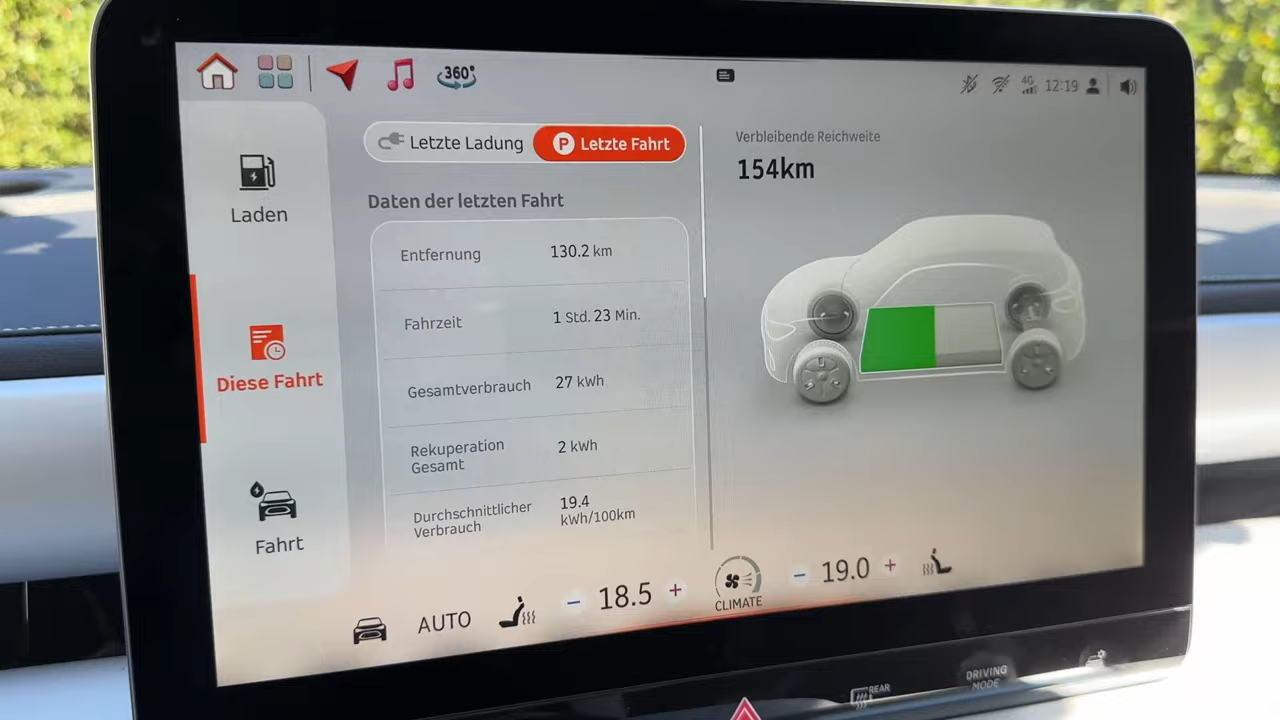 360°
4G
12:19
Laden
Diese Fahrt
Fahrt
Letzte Ladung
P Letzte Fahrt
Daten der letzten Fahrt
Entfernung 130.2 km
Fahrzeit 1 Std. 23 Min.
Gesamtverbrauch 27 kWh
Rekuperation
Gesamt
2 kWh
Durchschnittlicher
Verbrauch
19.4
kWh/100km
Verbleibende Reichweite
154km
AUTO
− 18.5 +
CLIMATE
− 19.0 +
REAR
DRIVING
MODE